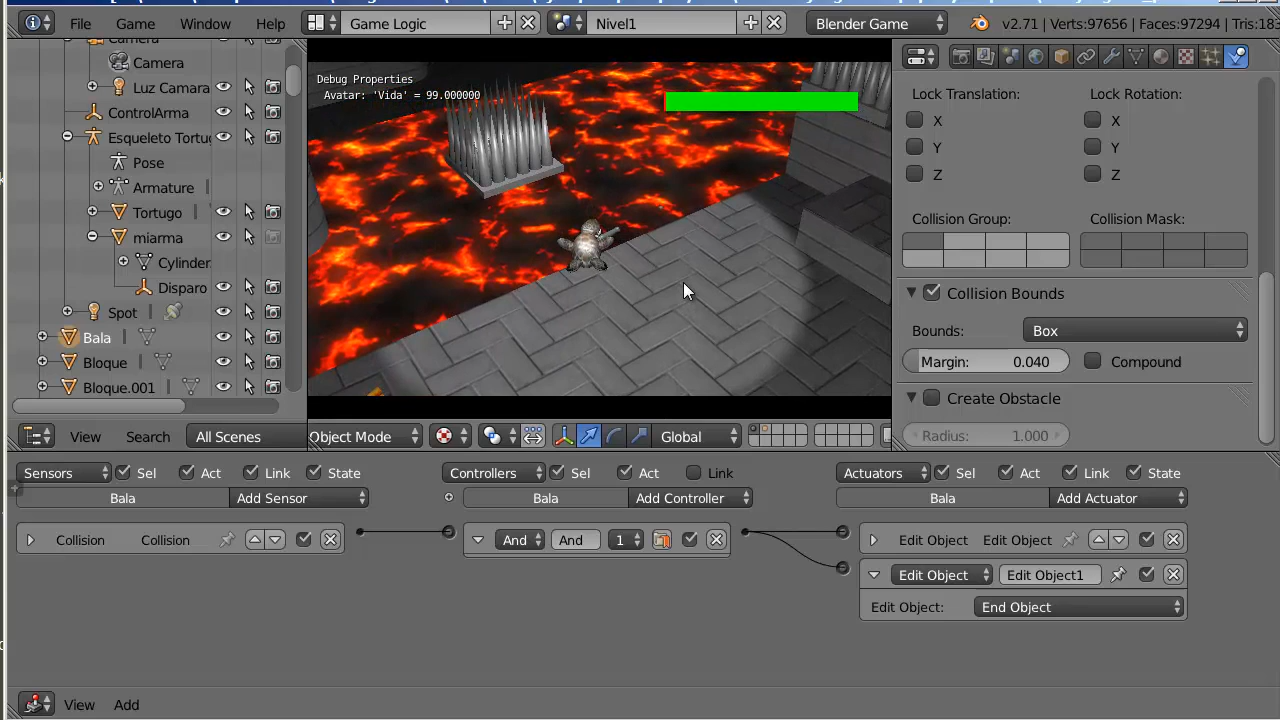 File Game Window Help Game Logic Nivel1 Blender Game v2.71 | Verts:97656 | Faces:97294 | Tris:183
Camera
Camera
Luz Camara
ControlArma
Esqueleto Tortug
Pose
Armature
Tortugo
miarma
Cylinder
Disparo
Spot
Bala
Bloque
Bloque.001
View Search All Scenes
Debug Properties
Avatar: 'Vida' = 99.000000
Object Mode Global
Lock Translation: Lock Rotation:
X X
Y Y
Z Z
Collision Group: Collision Mask:
Collision Bounds
Bounds: Box
Margin: 0.040 Compound
Create Obstacle
Radius: 1.000
Sensors Sel Act Link State Controllers Sel Act Link Actuators Sel Act Link State
Bala Add Sensor Bala Add Controller Bala Add Actuator
Collision Collision And And 1 Edit Object Edit Object
Edit Object Edit Object1
Edit Object: End Object
View Add